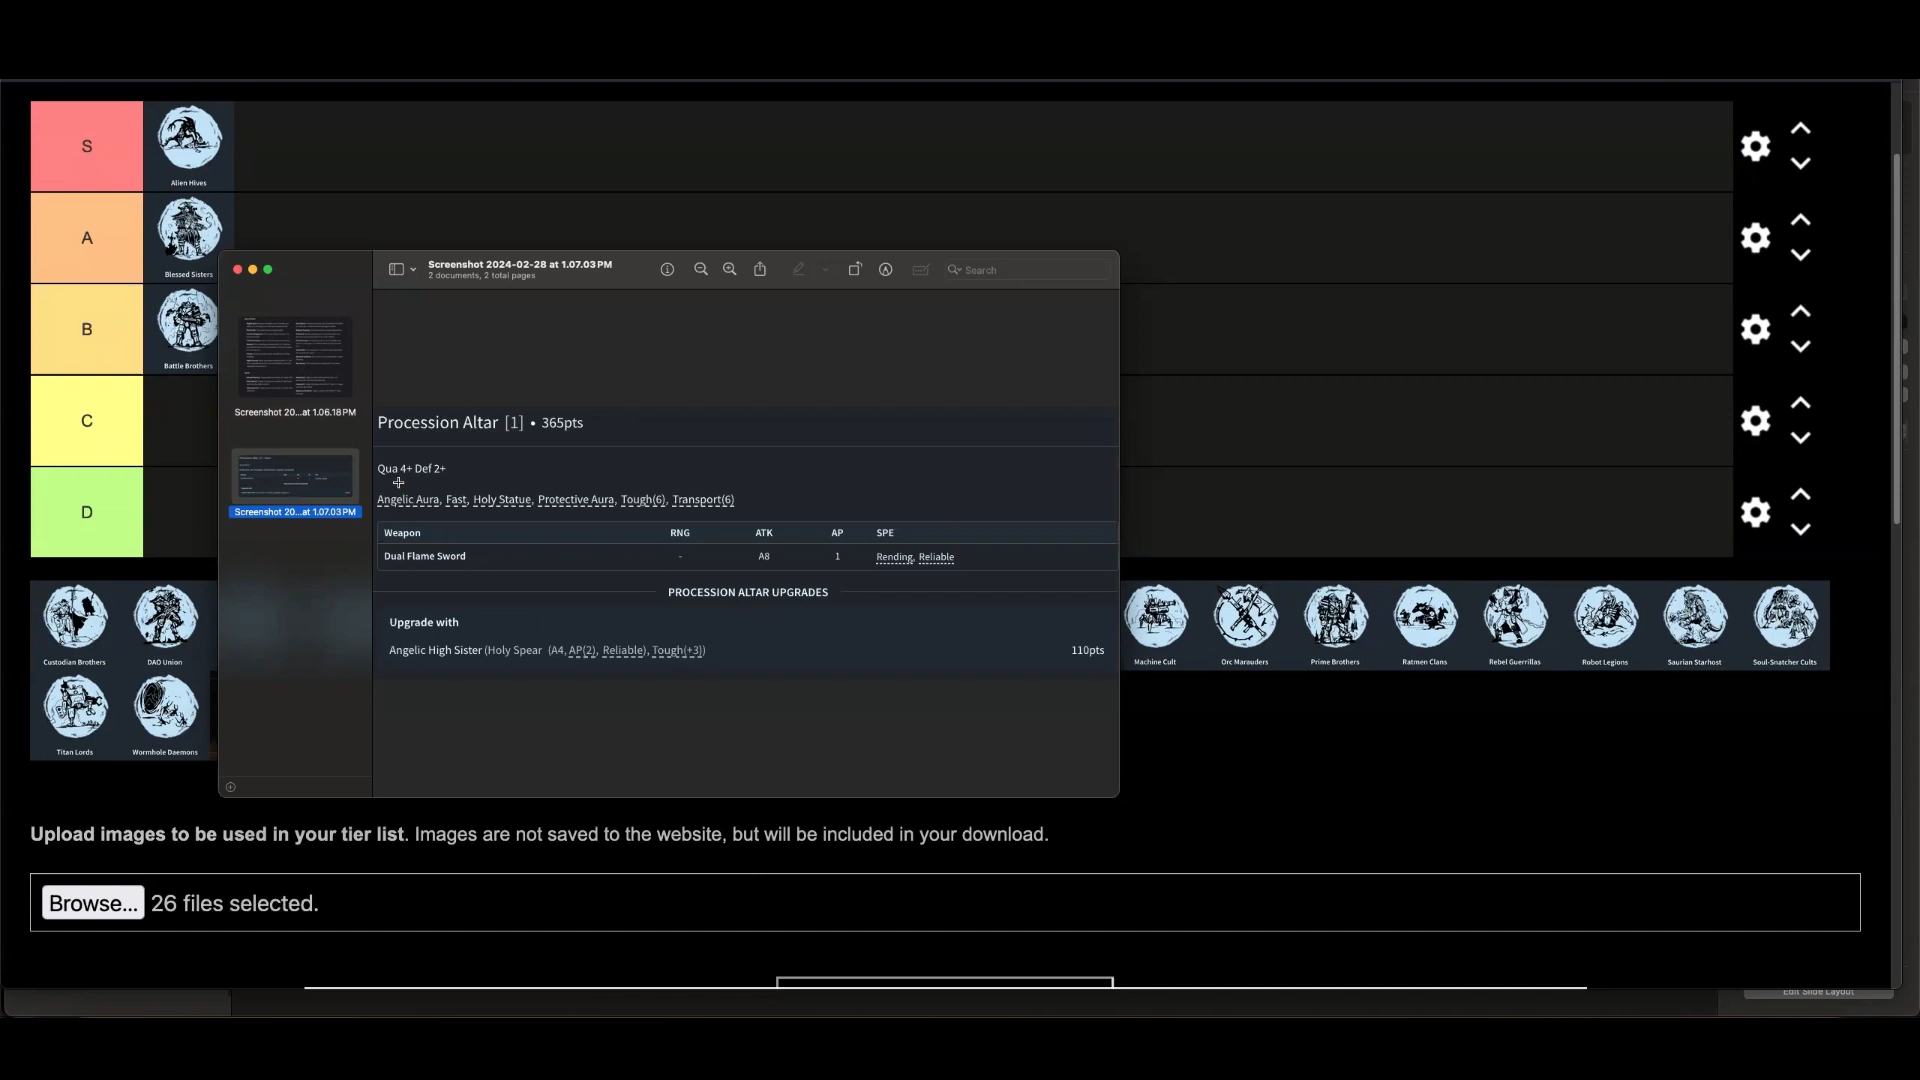 S
Alien Hives
A
Blessed Sisters
B
Battle Brothers
C
D
Screenshot 2024-02-28 at 1.07.03 PM
2 documents, 2 total pages
Search
Screenshot 20...at 1.06.18 PM
Screenshot 20...at 1.07.03 PM
Procession Altar [1] • 365pts
Qua 4+ Def 2+
Angelic Aura, Fast, Holy Statue, Protective Aura, Tough(6), Transport(6)
Weapon RNG ATK AP SPE
Dual Flame Sword - A8 1 Rending, Reliable
PROCESSION ALTAR UPGRADES
Upgrade with
Angelic High Sister (Holy Spear (A4, AP(2), Reliable), Tough(+3)) 110pts
Custodian Brothers DAO Union Machine Cult Orc Marauders Prime Brothers Ratmen Clans Rebel Guerrillas Robot Legions Saurian Starhost Soul-Snatcher Cults
Titan Lords Wormhole Daemons
Upload images to be used in your tier list. Images are not saved to the website, but will be included in your download.
Browse... 26 files selected.
Edit Slide Layout